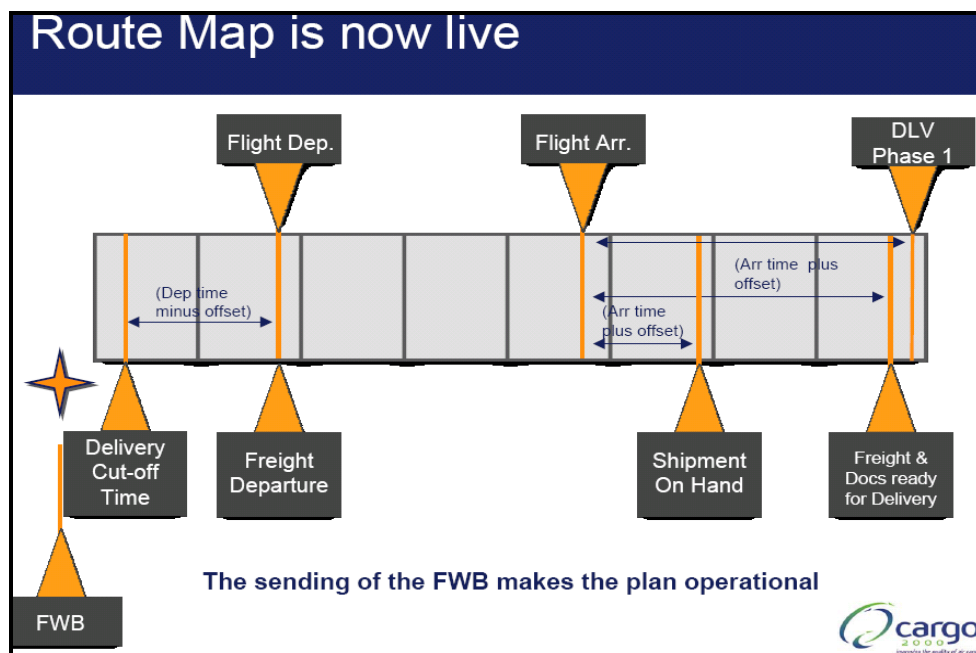 Route Map is now live
Flight Dep.
Flight Arr.
DLV
Phase 1
(Dep time
minus offset)
(Arr time plus
offset)
(Arr time
plus offset)
Delivery
Cut-off
Time
Freight
Departure
Shipment
On Hand
Freight &
Docs ready
for Delivery
FWB
The sending of the FWB makes the plan operational
cargo
2000